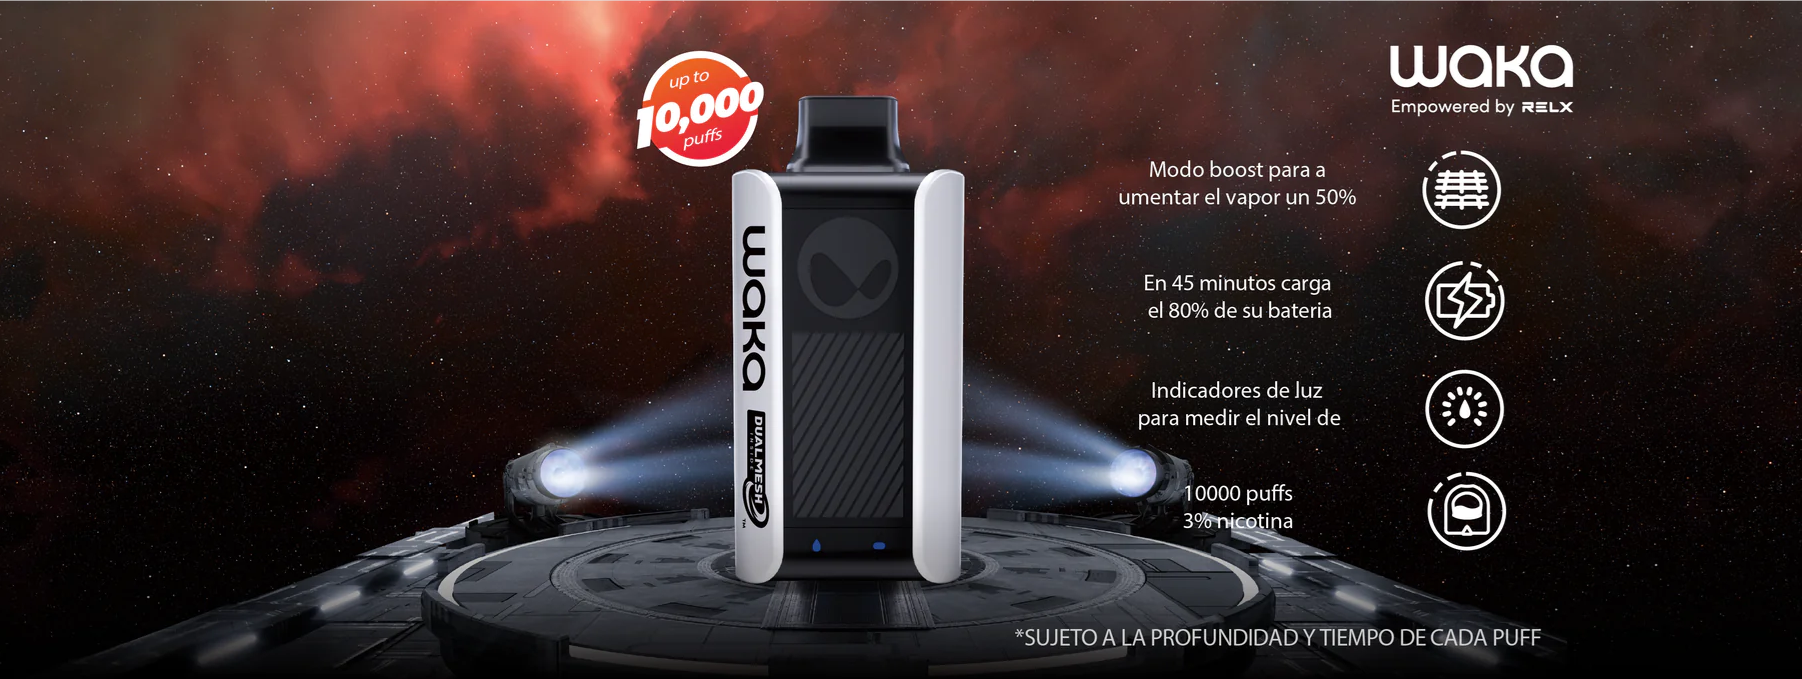 up to
10,000
puffs
waka
DUALMESH
INSIDE
™
waka
Empowered by RELX
Modo boost para a
umentar el vapor un 50%
En 45 minutos carga
el 80% de su bateria
Indicadores de luz
para medir el nivel de
10000 puffs
3% nicotina
*SUJETO A LA PROFUNDIDAD Y TIEMPO DE CADA PUFF